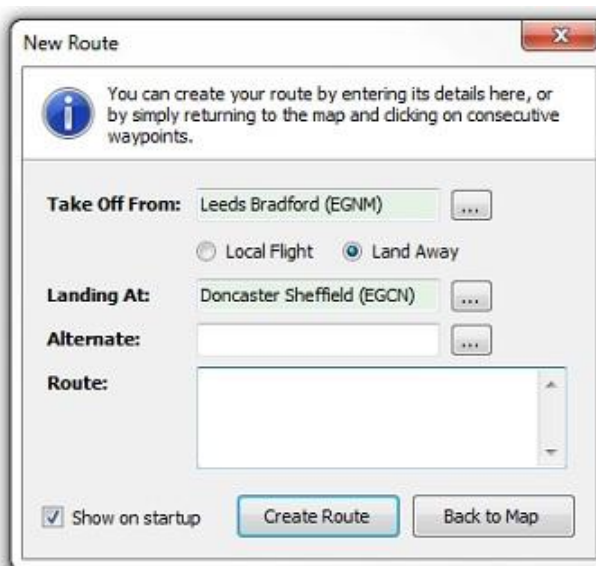 New Route
You can create your route by entering its details here, or
by simply returning to the map and clicking on consecutive
waypoints.
Take Off From: Leeds Bradford (EGNM) ...
Local Flight Land Away
Landing At: Doncaster Sheffield (EGCN) ...
Alternate: ...
Route:
Show on startup Create Route Back to Map